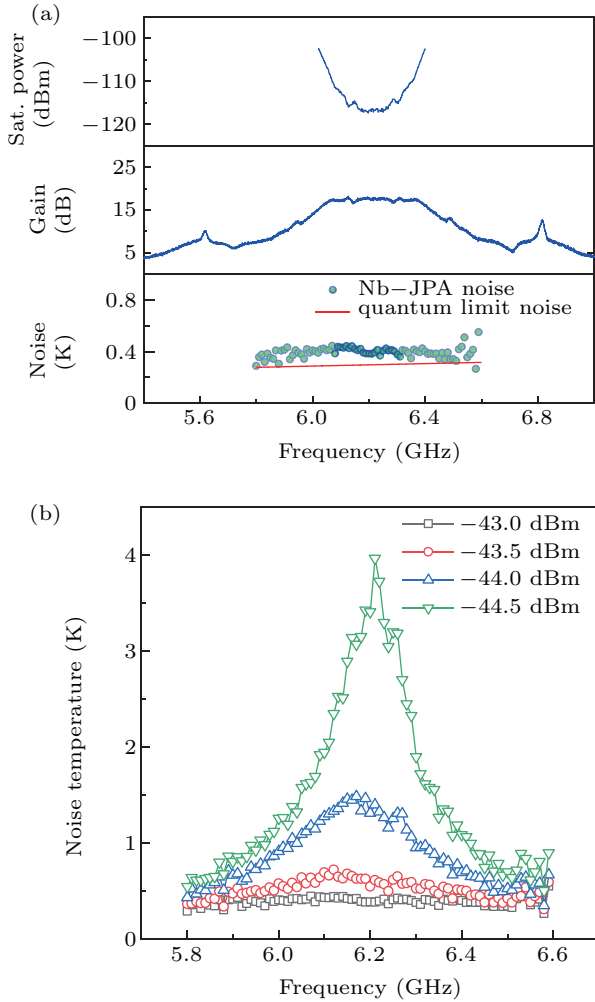 (a)
Sat. power
(dBm)
−100
−110
−120
Gain
(dB)
25
15
5
Noise
(K)
0.8
0.4
0
Nb−JPA noise
quantum limit noise
5.6
6.0
6.4
6.8
Frequency (GHz)
(b)
Noise temperature (K)
4
3
2
1
0
−43.0 dBm
−43.5 dBm
−44.0 dBm
−44.5 dBm
5.8
6.0
6.2
6.4
6.6
Frequency (GHz)